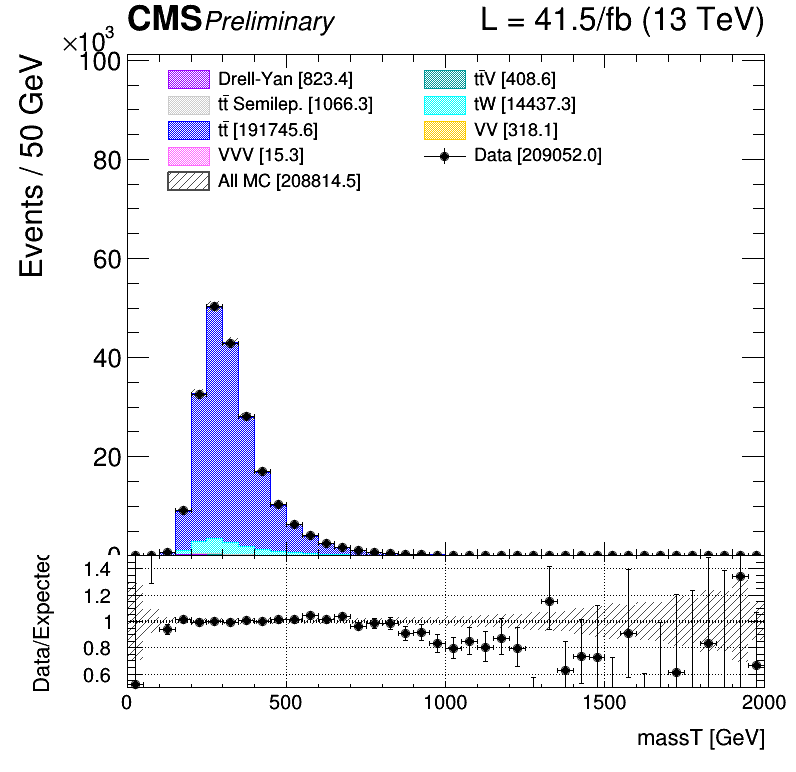 CMS Preliminary L = 41.5/fb (13 TeV)
×10³
Events / 50 GeV
100
80
60
40
20
0
Drell-Yan [823.4]
tt̄ Semilep. [1066.3]
tt̄ [191745.6]
VVV [15.3]
All MC [208814.5]
tt̄V [408.6]
tW [14437.3]
VV [318.1]
Data [209052.0]
Data/Expected
1.4
1.2
1
0.8
0.6
0 500 1000 1500 2000
massT [GeV]